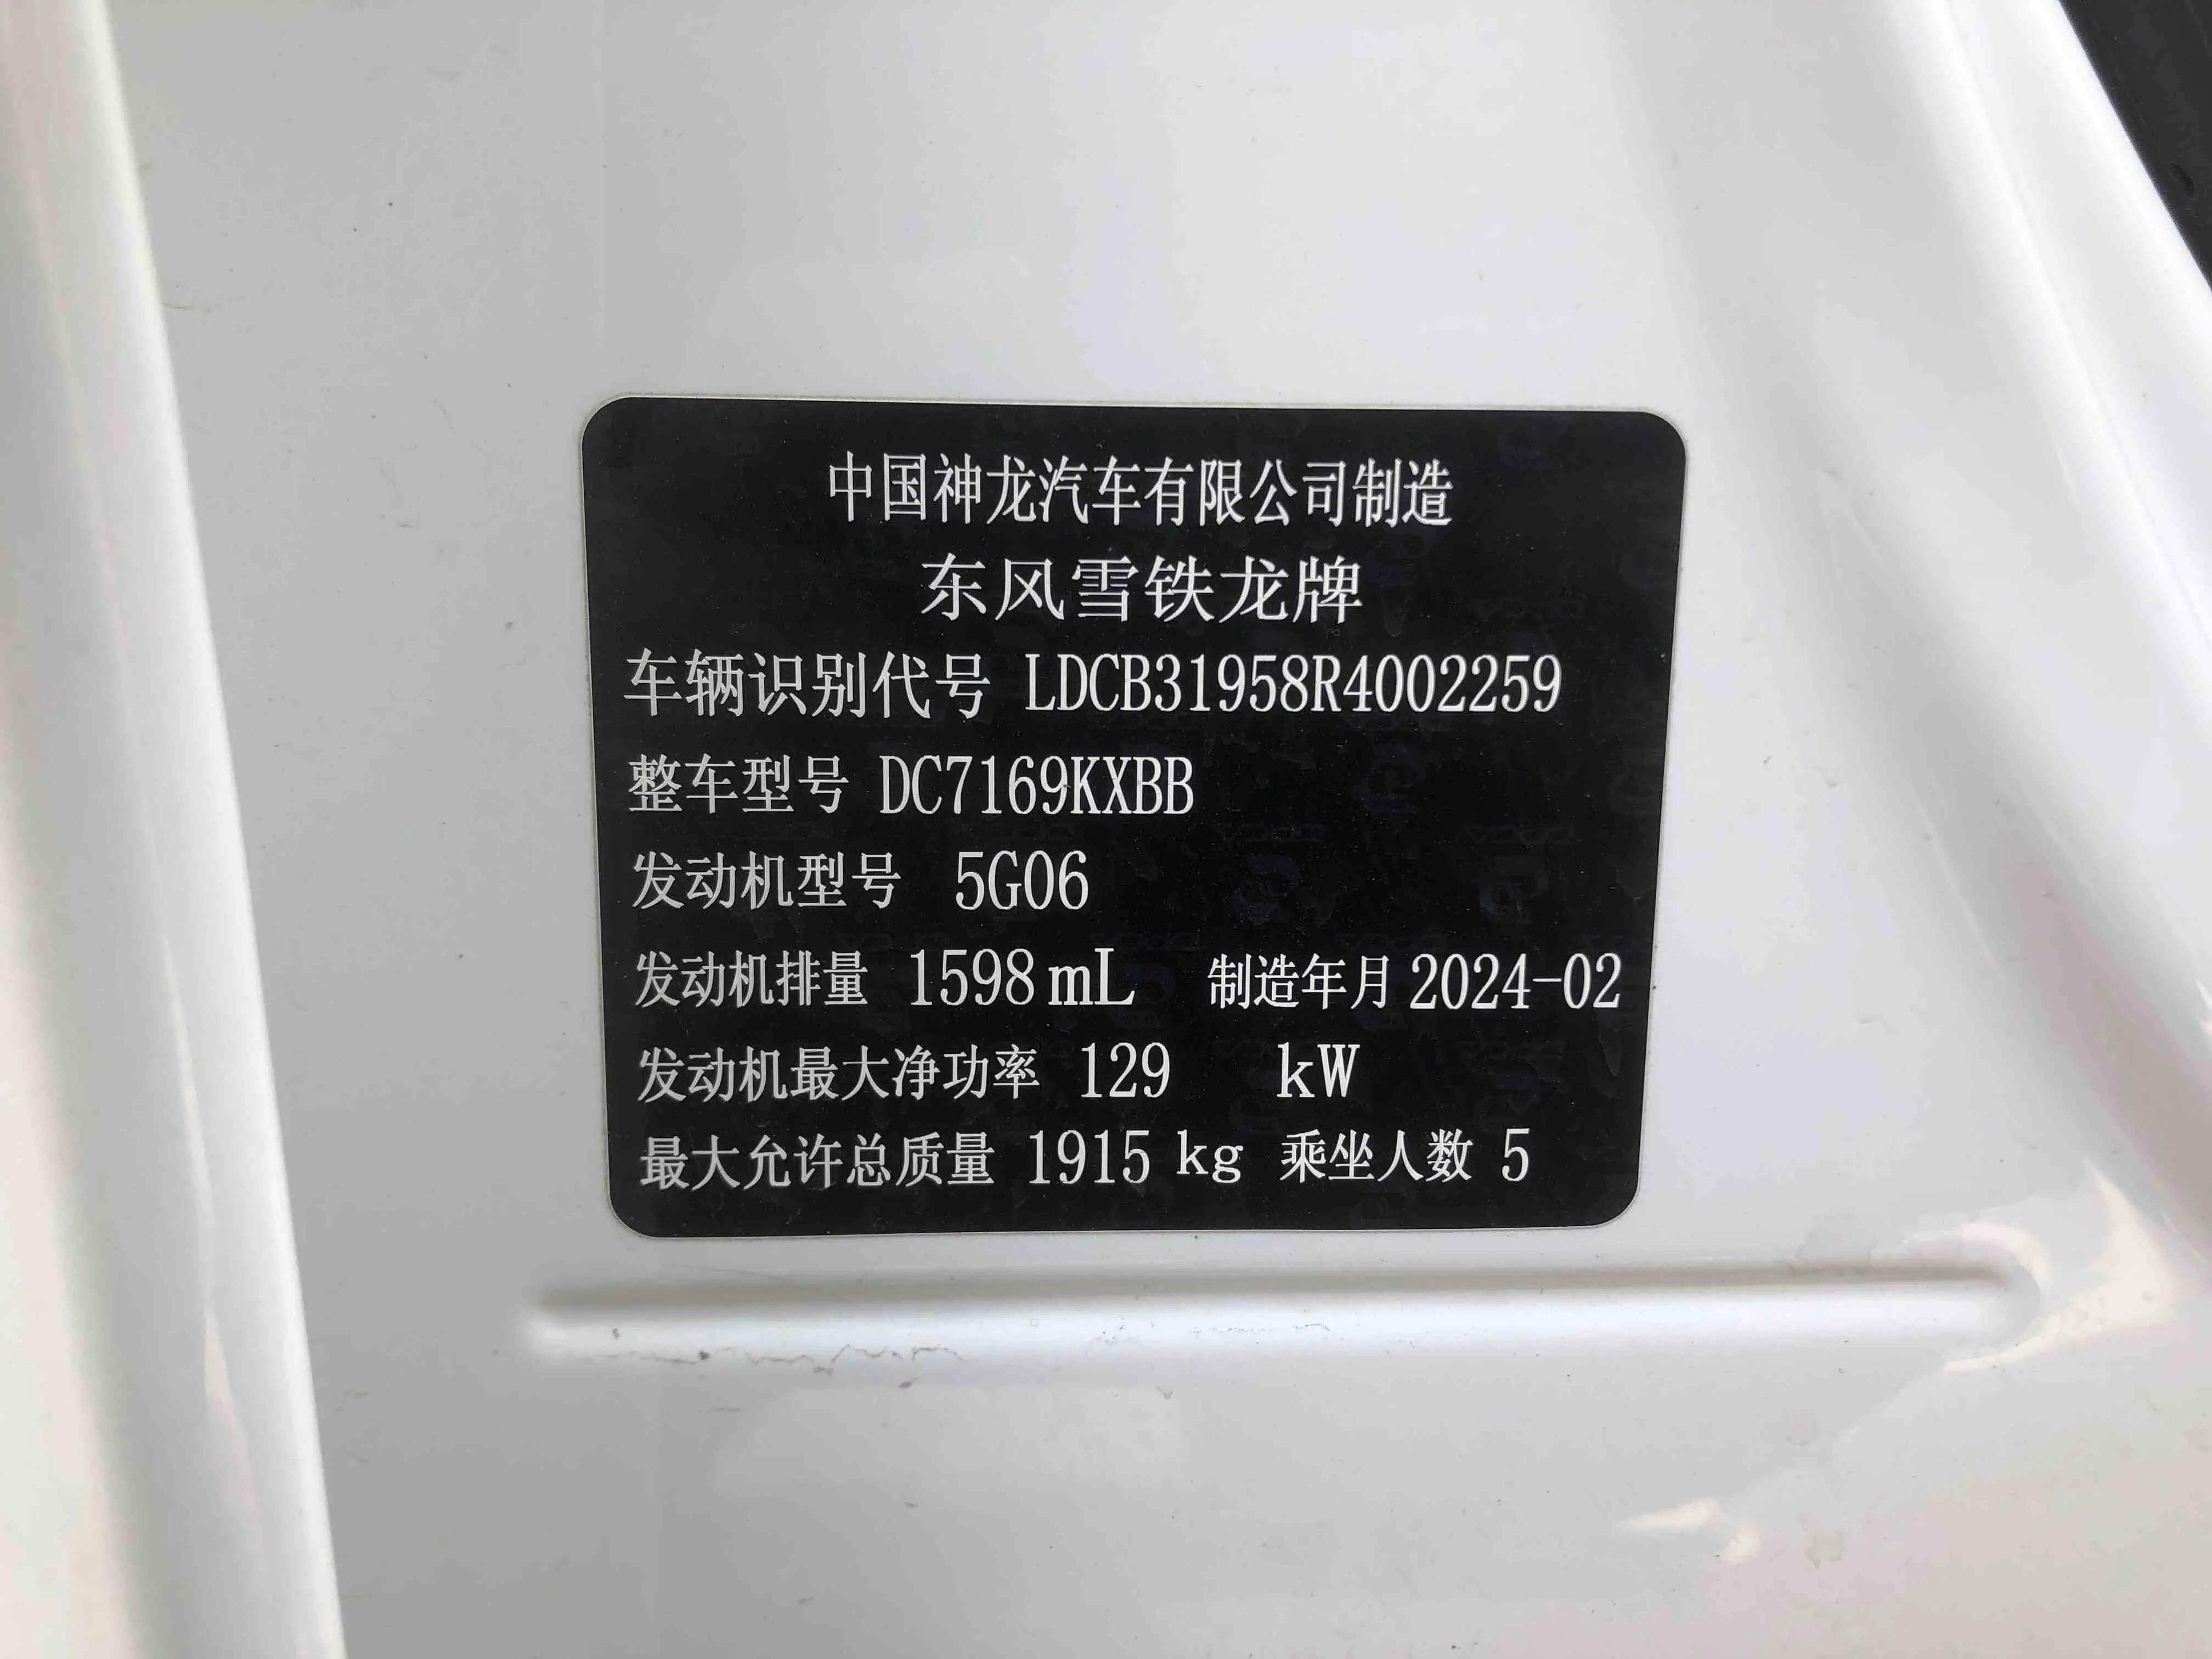 中国神龙汽车有限公司制造
东风雪铁龙牌
车辆识别代号 LDCB31958R4002259
整车型号 DC7169KXBB
发动机型号 5G06
发动机排量 1598 mL 制造年月 2024-02
发动机最大净功率 129 kW
最大允许总质量 1915 kg 乘坐人数 5